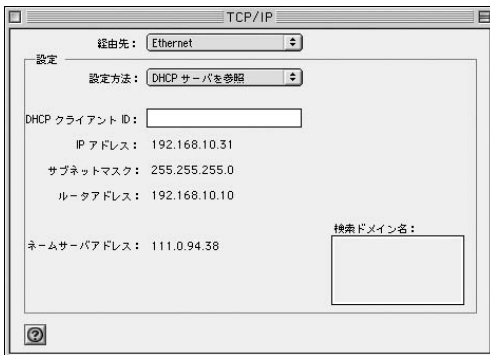 TCP/IP
経由先： Ethernet
設定
設定方法： DHCP サーバを参照
DHCP クライアント ID：
IP アドレス： 192.168.10.31
サブネットマスク： 255.255.255.0
ルータアドレス： 192.168.10.10
検索ドメイン名：
ネームサーバアドレス： 111.0.94.38
?